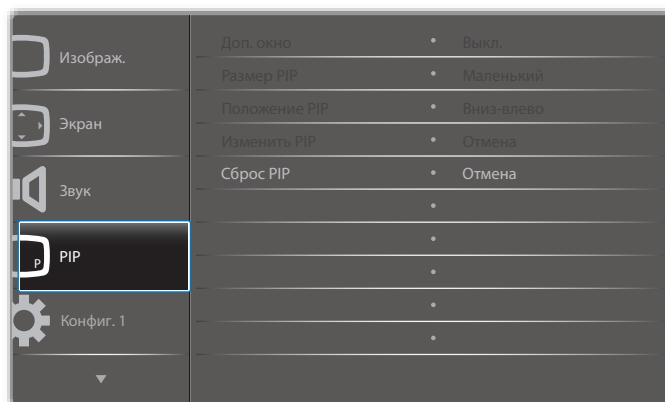 Изображ.
Экран
Звук
P
PIP
Конфиг. 1
Доп. окно • Выкл.
Размер PIP • Маленький
Положение PIP • Вниз-влево
Изменить PIP • Отмена
Сброс PIP • Отмена
•
•
•
•
•